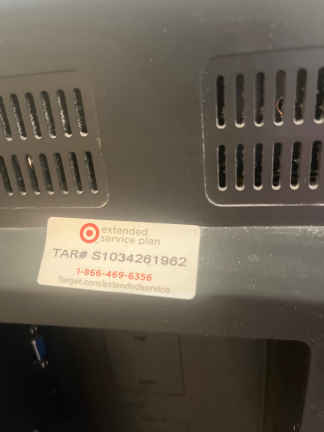 extended
service plan
TAR# S1034261962
1-866-469-6356
Target.com/extendedservice